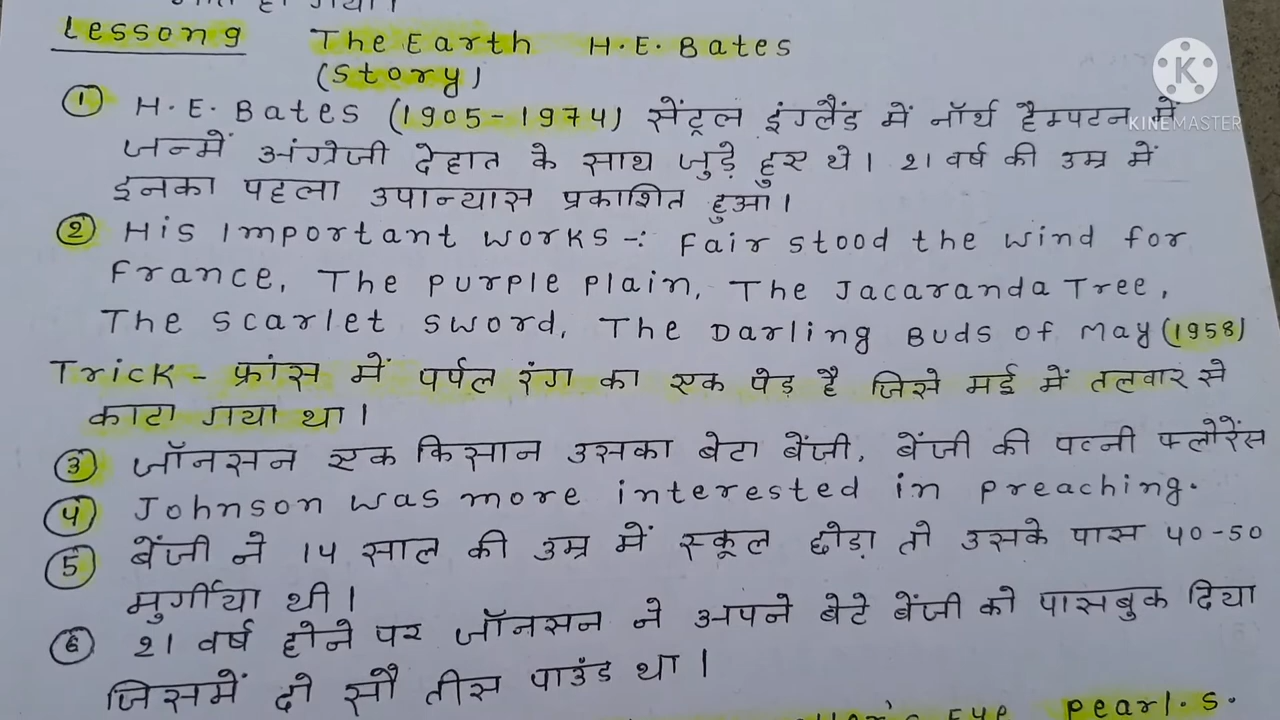 हो गया।
Lesson 9 The Earth H.E. Bates
(Story)
① H.E. Bates (1905-1974) सेंट्रल इंग्लैंड में नॉर्थ हैम्पटन में
KINEMASTER
जन्में अंग्रेजी देहात के साथ जुड़े हुए थे। 21 वर्ष की उम्र में
इनका पहला उपान्यास प्रकाशित हुआ।
② His Important works -: Fair stood the wind for
France, The Purple Plain, The Jacaranda Tree,
The Scarlet Sword, The Darling Buds of May (1958)
Trick - फ्रांस में पर्पल रंग का एक पेड़ है जिसे मई में तलवार से
काटा गया था।
③ जॉनसन एक किसान उसका बेटा बेंजी, बेंजी की पत्नी फ्लोरेंस
④ Johnson was more interested in preaching.
⑤ बेंजी ने 14 साल की उम्र में स्कूल छोड़ा तो उसके पास 40-50
मुर्गीया थी।
⑥ 21 वर्ष होने पर जॉनसन ने अपने बेटे बेंजी को पासबुक दिया
जिसमें दो सौ तीस पाउंड था।
Eye Pearl. S.